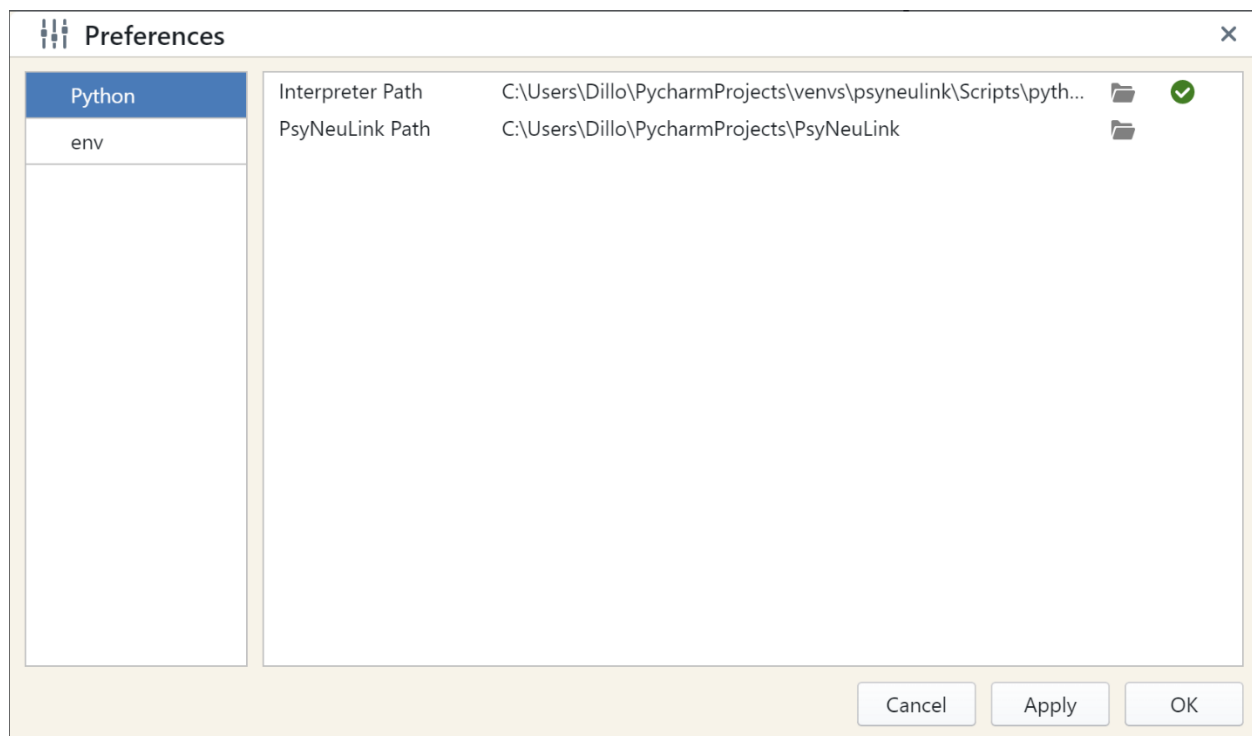 Preferences
Python
env
Interpreter Path C:\Users\Dillo\PycharmProjects\venvs\psyneulink\Scripts\pyth...
PsyNeuLink Path C:\Users\Dillo\PycharmProjects\PsyNeuLink
Cancel Apply OK